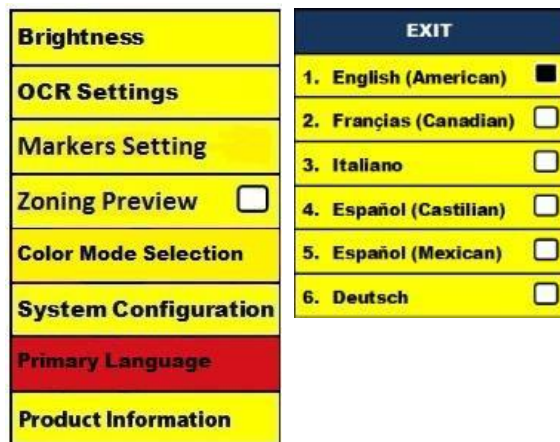 Brightness
OCR Settings
Markers Setting
Zoning Preview
Color Mode Selection
System Configuration
Primary Language
Product Information
EXIT
1. English (American)
2. Françias (Canadian)
3. Italiano
4. Español (Castilian)
5. Español (Mexican)
6. Deutsch